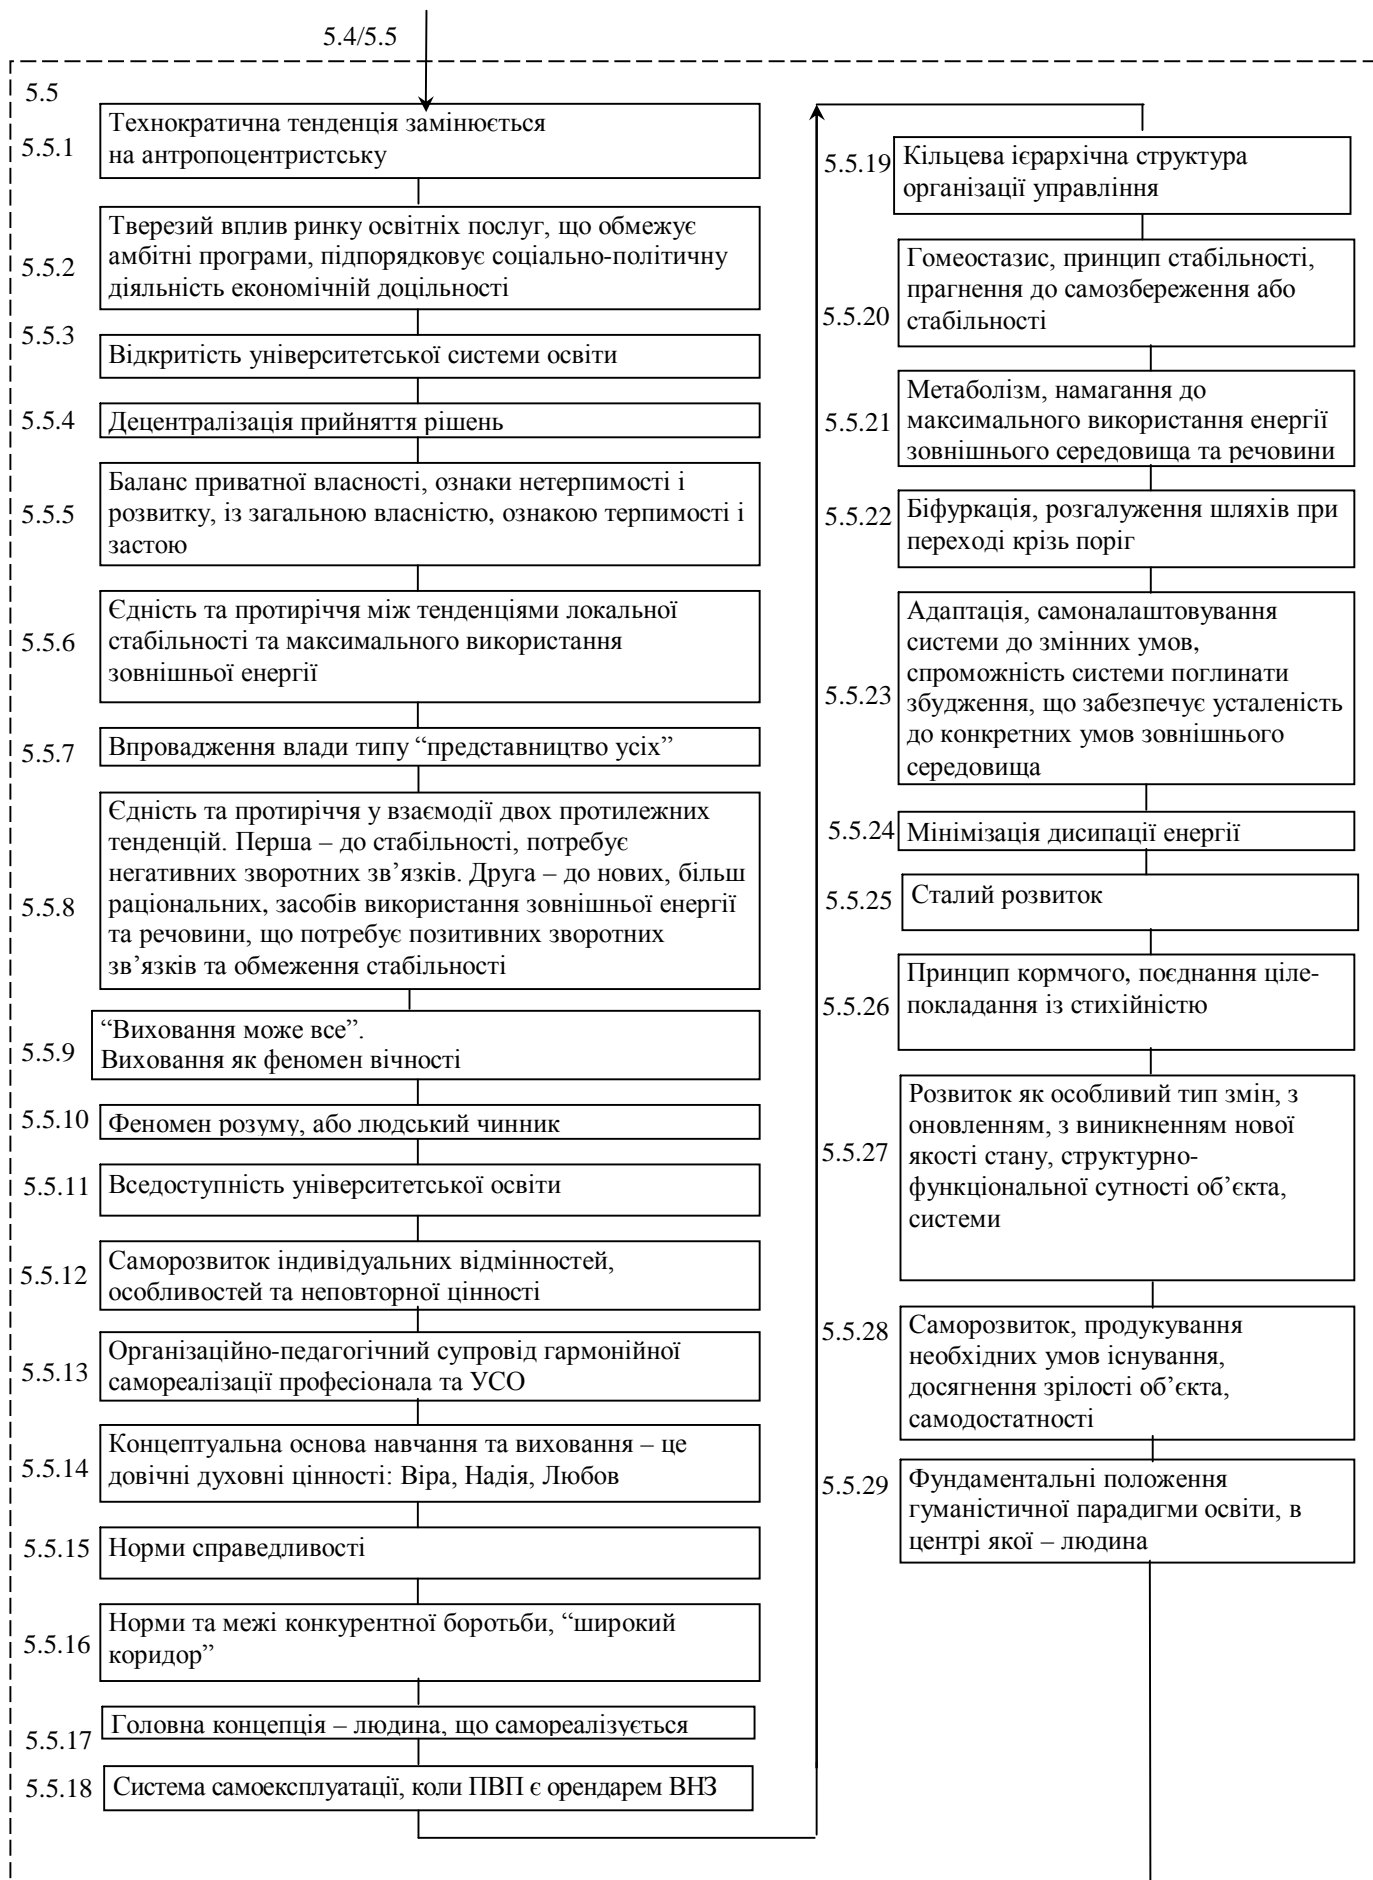 5.4/5.5
5.5
5.5.1
Технократична тенденція замінюється
на антропоцентристську
5.5.2
Тверезий вплив ринку освітніх послуг, що обмежує
амбітні програми, підпорядковує соціально-політичну
діяльність економічній доцільності
5.5.3
Відкритість університетської системи освіти
5.5.4
Децентралізація прийняття рішень
5.5.5
Баланс приватної власності, ознаки нетерпимості і
розвитку, із загальною власністю, ознакою терпимості і
застою
5.5.6
Єдність та протиріччя між тенденціями локальної
стабільності та максимального використання
зовнішньої енергії
5.5.7
Впровадження влади типу “представництво усіх”
5.5.8
Єдність та протиріччя у взаємодії двох протилежних
тенденцій. Перша – до стабільності, потребує
негативних зворотних зв’язків. Друга – до нових, більш
раціональних, засобів використання зовнішньої енергії
та речовини, що потребує позитивних зворотних
зв’язків та обмеження стабільності
5.5.9
“Виховання може все”.
Виховання як феномен вічності
5.5.10
Феномен розуму, або людський чинник
5.5.11
Вседоступність університетської освіти
5.5.12
Саморозвиток індивідуальних відмінностей,
особливостей та неповторної цінності
5.5.13
Організаційно-педагогічний супровід гармонійної
самореалізації професіонала та УСО
5.5.14
Концептуальна основа навчання та виховання – це
довічні духовні цінності: Віра, Надія, Любов
5.5.15
Норми справедливості
5.5.16
Норми та межі конкурентної боротьби, “широкий
коридор”
5.5.17
Головна концепція – людина, що самореалізується
5.5.18
Система самоексплуатації, коли ПВП є орендарем ВНЗ
5.5.19
Кільцева ієрархічна структура
організації управління
5.5.20
Гомеостазис, принцип стабільності,
прагнення до самозбереження або
стабільності
5.5.21
Метаболізм, намагання до
максимального використання енергії
зовнішнього середовища та речовини
5.5.22
Біфуркація, розгалуження шляхів при
переході крізь поріг
5.5.23
Адаптація, самоналаштовування
системи до змінних умов,
спроможність системи поглинати
збудження, що забезпечує усталеність
до конкретних умов зовнішнього
середовища
5.5.24
Мінімізація дисипації енергії
5.5.25
Сталий розвиток
5.5.26
Принцип кормчого, поєднання ціле-
покладання із стихійністю
5.5.27
Розвиток як особливий тип змін, з
оновленням, з виникненням нової
якості стану, структурно-
функціональної сутності об’єкта,
системи
5.5.28
Саморозвиток, продукування
необхідних умов існування,
досягнення зрілості об’єкта,
самодостатності
5.5.29
Фундаментальні положення
гуманістичної парадигми освіти, в
центрі якої – людина